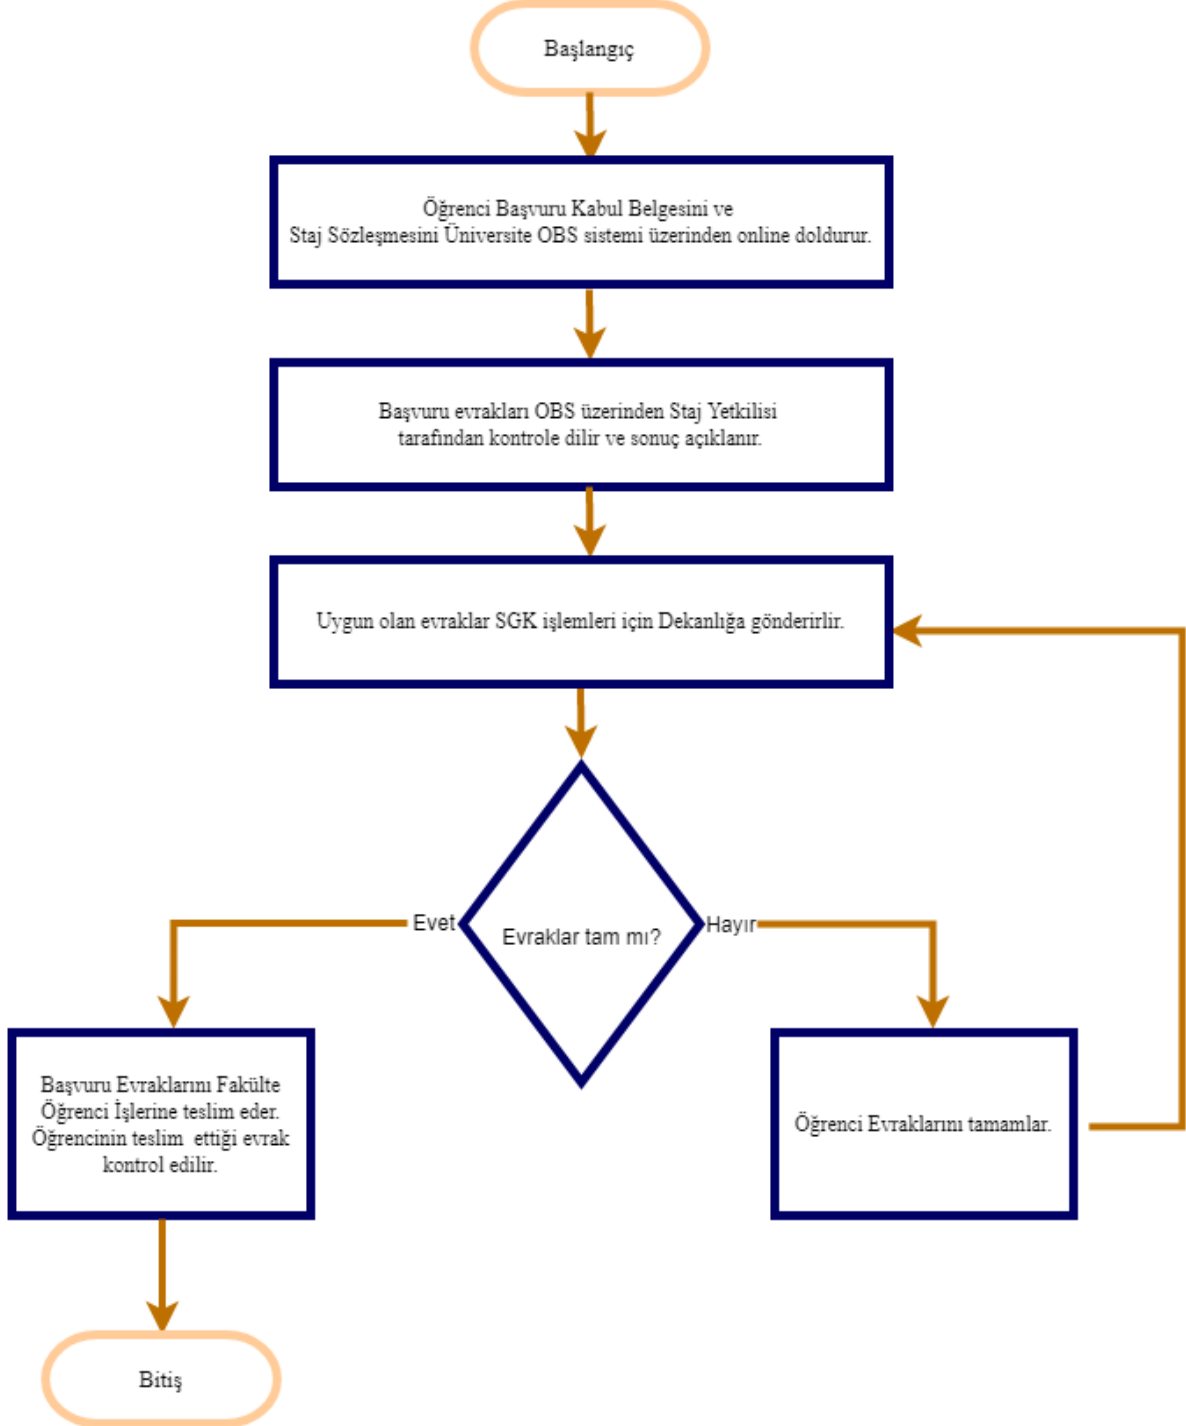 Başlangıç
Öğrenci Başvuru Kabul Belgesini ve
Staj Sözleşmesini Üniversite OBS sistemi üzerinden online doldurur.
Başvuru evrakları OBS üzerinden Staj Yetkilisi
tarafından kontrole dilir ve sonuç açıklanır.
Uygun olan evraklar SGK işlemleri için Dekanlığa gönderirlir.
Evraklar tam mı?
Evet
Hayır
Başvuru Evraklarını Fakülte
Öğrenci İşlerine teslim eder.
Öğrencinin teslim  ettiği evrak
kontrol edilir.
Öğrenci Evraklarını tamamlar.
Bitiş